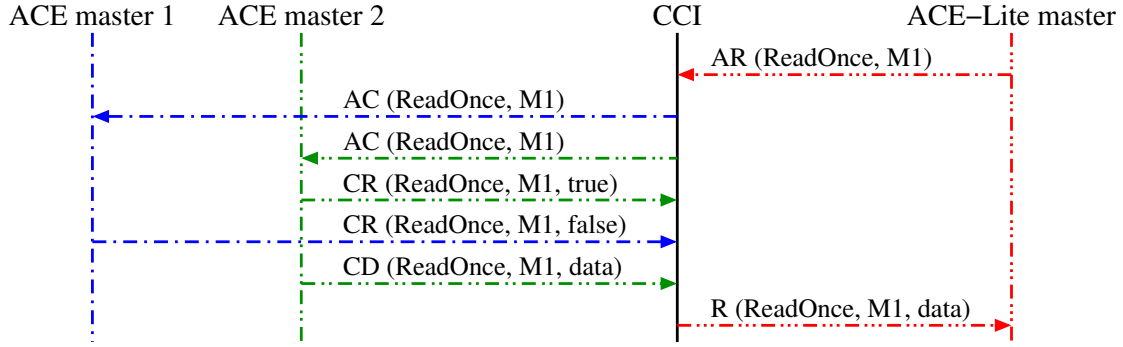 ACE master 1 ACE master 2 CCI ACE−Lite master
AR (ReadOnce, M1)
AC (ReadOnce, M1)
AC (ReadOnce, M1)
CR (ReadOnce, M1, true)
CR (ReadOnce, M1, false)
CD (ReadOnce, M1, data)
R (ReadOnce, M1, data)